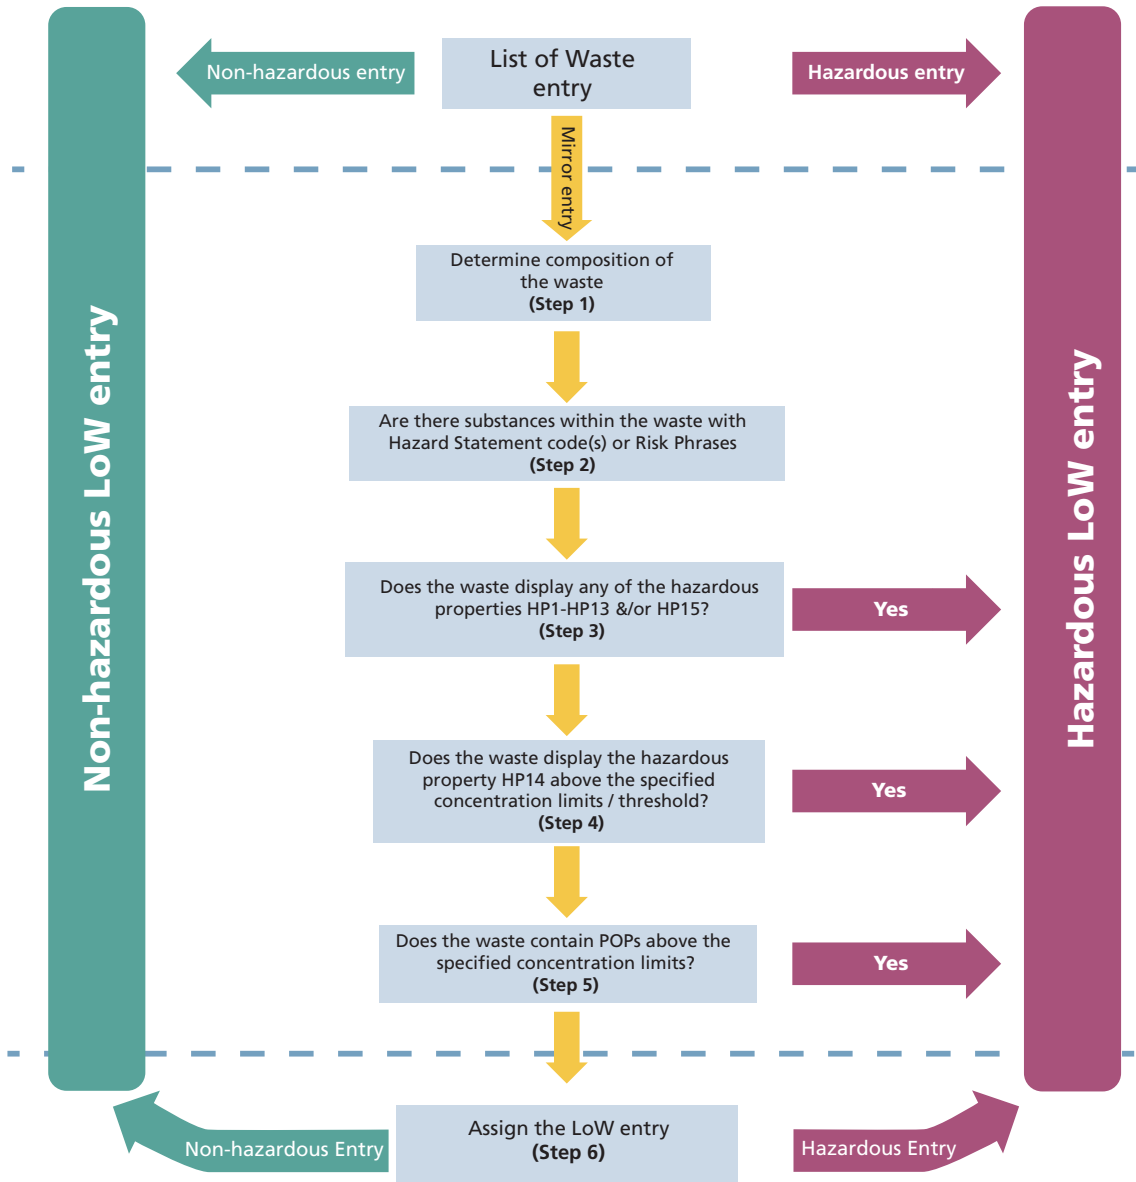 List of Waste
entry
Non-hazardous entry
Hazardous entry
Mirror entry
Non-hazardous LoW entry
Hazardous LoW entry
Determine composition of
the waste
(Step 1)
Are there substances within the waste with
Hazard Statement code(s) or Risk Phrases
(Step 2)
Does the waste display any of the hazardous
properties HP1-HP13 &/or HP15?
(Step 3)
Yes
Does the waste display the hazardous
property HP14 above the specified
concentration limits / threshold?
(Step 4)
Yes
Does the waste contain POPs above the
specified concentration limits?
(Step 5)
Yes
Assign the LoW entry
(Step 6)
Non-hazardous Entry
Hazardous Entry